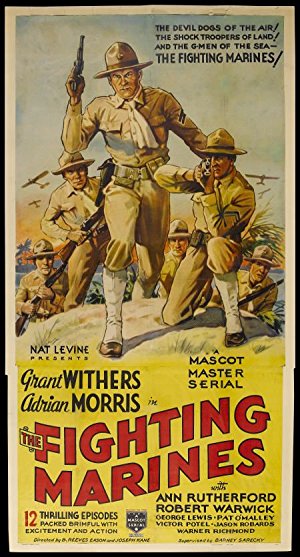 THE DEVIL DOGS OF THE AIR!
THE SHOCK TROOPERS OF LAND!
AND THE G-MEN OF THE SEA—
THE FIGHTING MARINES!
NAT LEVINE
PRESENTS
A
MASCOT
MASTER
SERIAL
Grant WITHERS
Adrian MORRIS in
THE FIGHTING
MARINES
with
ANN RUTHERFORD
ROBERT WARWICK
GEORGE LEWIS • PAT O'MALLEY
VICTOR POTEL • JASON ROBARDS
WARNER RICHMOND
12 THRILLING EPISODES
PACKED BRIMFUL WITH
EXCITEMENT AND ACTION
MASCOT
SERIAL
Directed by B. REEVES EASON and JOSEPH KANE
Supervised by BARNEY SARECKY